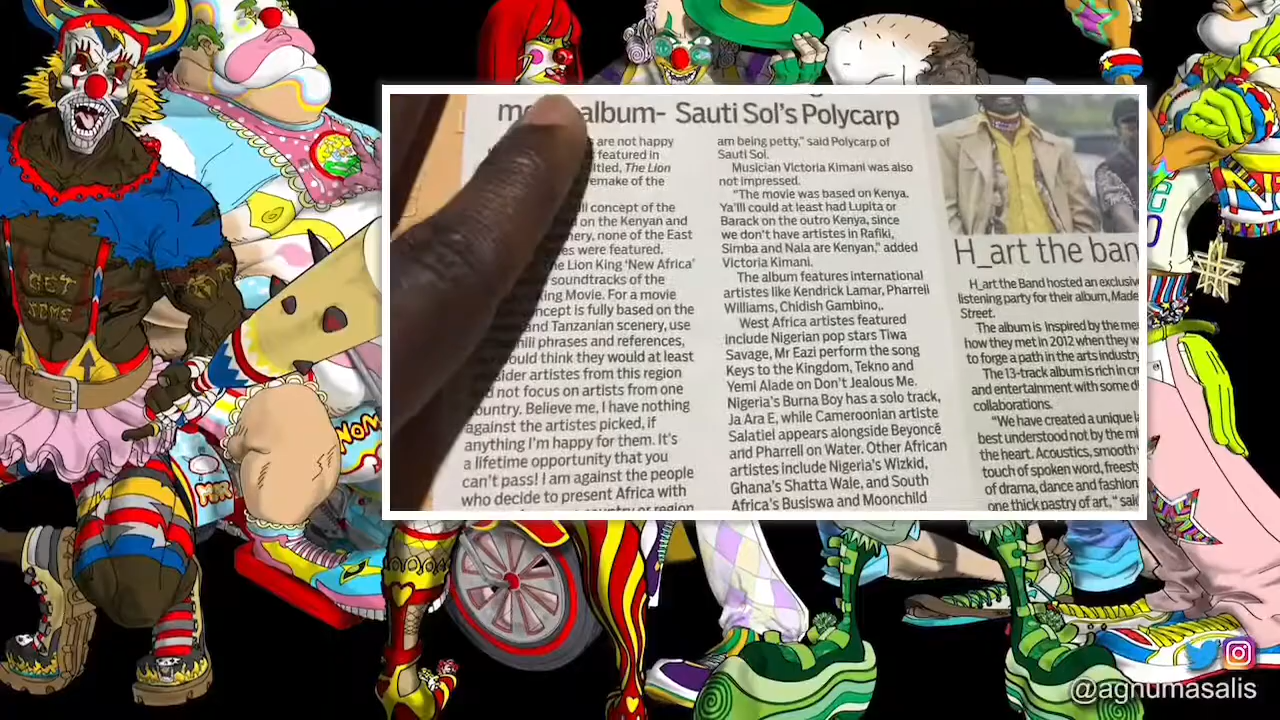 album- Sauti Sol's Polycarp
are not happy
featured in
The Lion
remake of the
concept of the
on the Kenyan and
none of the East
were featured.
Lion King 'New Africa'
soundtracks of the
King Movie. For a movie
concept is fully based on the
and Tanzanian scenery, use
phrases and references,
would think they would at least
artists from this region
not focus on artists from one
country. Believe me, I have nothing
against the artistes picked, if
anything I'm happy for them. It's
a lifetime opportunity that you
can't pass! I am against the people
who decide to present Africa with
country or region
am being petty," said Polycarp of
Sauti Sol.
Musician Victoria Kimani was also
not impressed.
"The movie was based on Kenya.
Ya'lll could at least had Lupita or
Barack on the outro Kenya, since
we don't have artists in Rafiki,
Simba and Nala are Kenyan," added
Victoria Kimani.
The album features international
artists like Kendrick Lamar, Pharrell
Williams, Chidish Gambino,.
West Africa artistes featured
include Nigerian pop stars Tiwa
Savage, Mr Eazi perform the song
Keys to the Kingdom, Tekno and
Yemi Alade on Don't Jealous Me.
Nigeria's Burna Boy has a solo track,
Ja Ara E, while Cameroonian artiste
Salatiel appears alongside Beyoncé
and Pharrell on Water. Other African
artistes include Nigeria's Wizkid,
Ghana's Shatta Wale, and South
Africa's Busiswa and Moonchild
H_art the ban
H_art the Band hosted an exclusiv
listening party for their album, Made
Street.
The album is inspired by the
how they met in 2012 when they
to forge a path in the arts industry
The 13-track album is rich in
and entertainment with some
collaborations.
"We have created a unique
best understood not by the
the heart. Acoustics, smooth
touch of spoken word,
of drama, dance and fashion
one thick pastry of art,"
GET
SOME
@agnumasalis